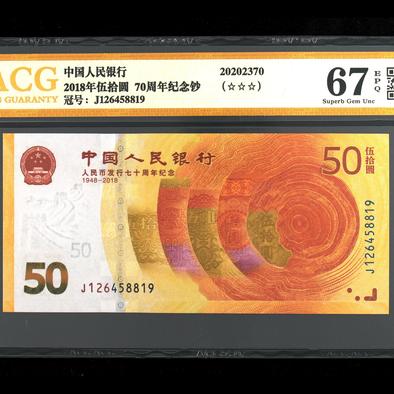 ACG
GUARANTY
中国人民银行
2018年伍拾圆 70周年纪念钞
冠号: J126458819
20202370
(☆☆☆)
67 EPQ
Superb Gem Unc
中国人民银行
人民币发行七十周年纪念
1948-2018
50 伍拾圆
50
50
J126458819
J126458819